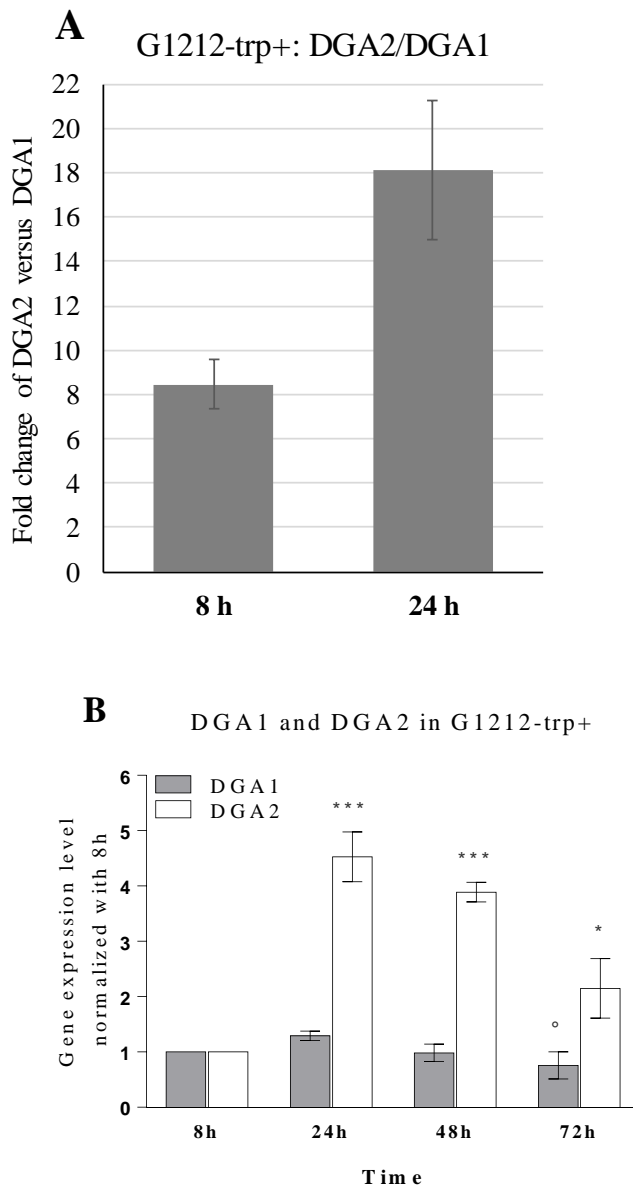 A
G1212-trp+: DGA2/DGA1
Fold change of DGA2 versus DGA1
22
20
18
16
14
12
10
8
6
4
2
0
8 h 24 h
B
DGA1 and DGA2 in G1212-trp+
Gene expression level
normalized with 8h
6
5
4
3
2
1
0
DGA1
DGA2
***
***
*
°
8h 24h 48h 72h
Time